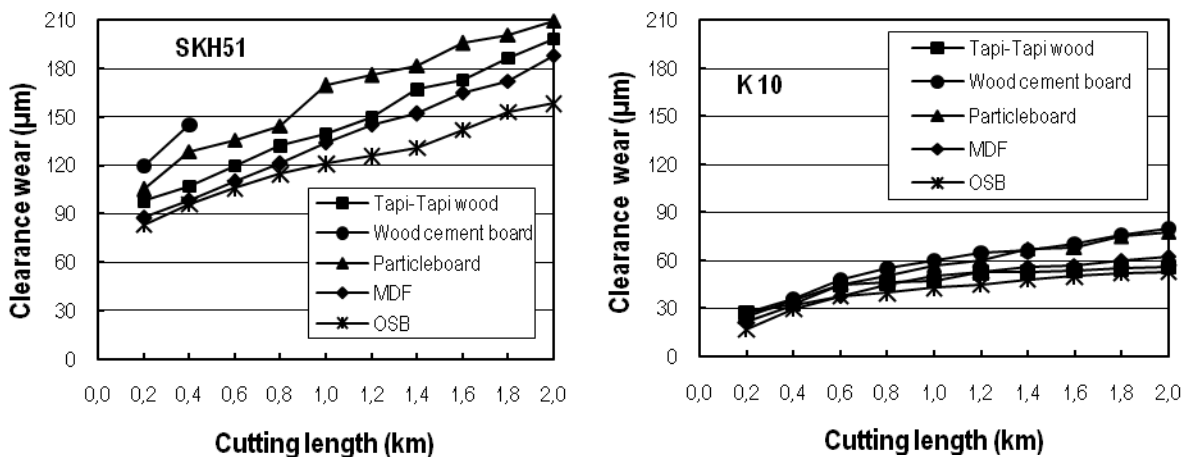 210
180
150
120
90
60
30
0
Clearance wear (µm)
SKH51
Tapi-Tapi wood
Wood cement board
Particleboard
MDF
OSB
0,0 0,2 0,4 0,6 0,8 1,0 1,2 1,4 1,6 1,8 2,0
Cutting length (km)
210
180
150
120
90
60
30
0
Clearance wear (µm)
K10
Tapi-Tapi wood
Wood cement board
Particleboard
MDF
OSB
0,0 0,2 0,4 0,6 0,8 1,0 1,2 1,4 1,6 1,8 2,0
Cutting length (km)